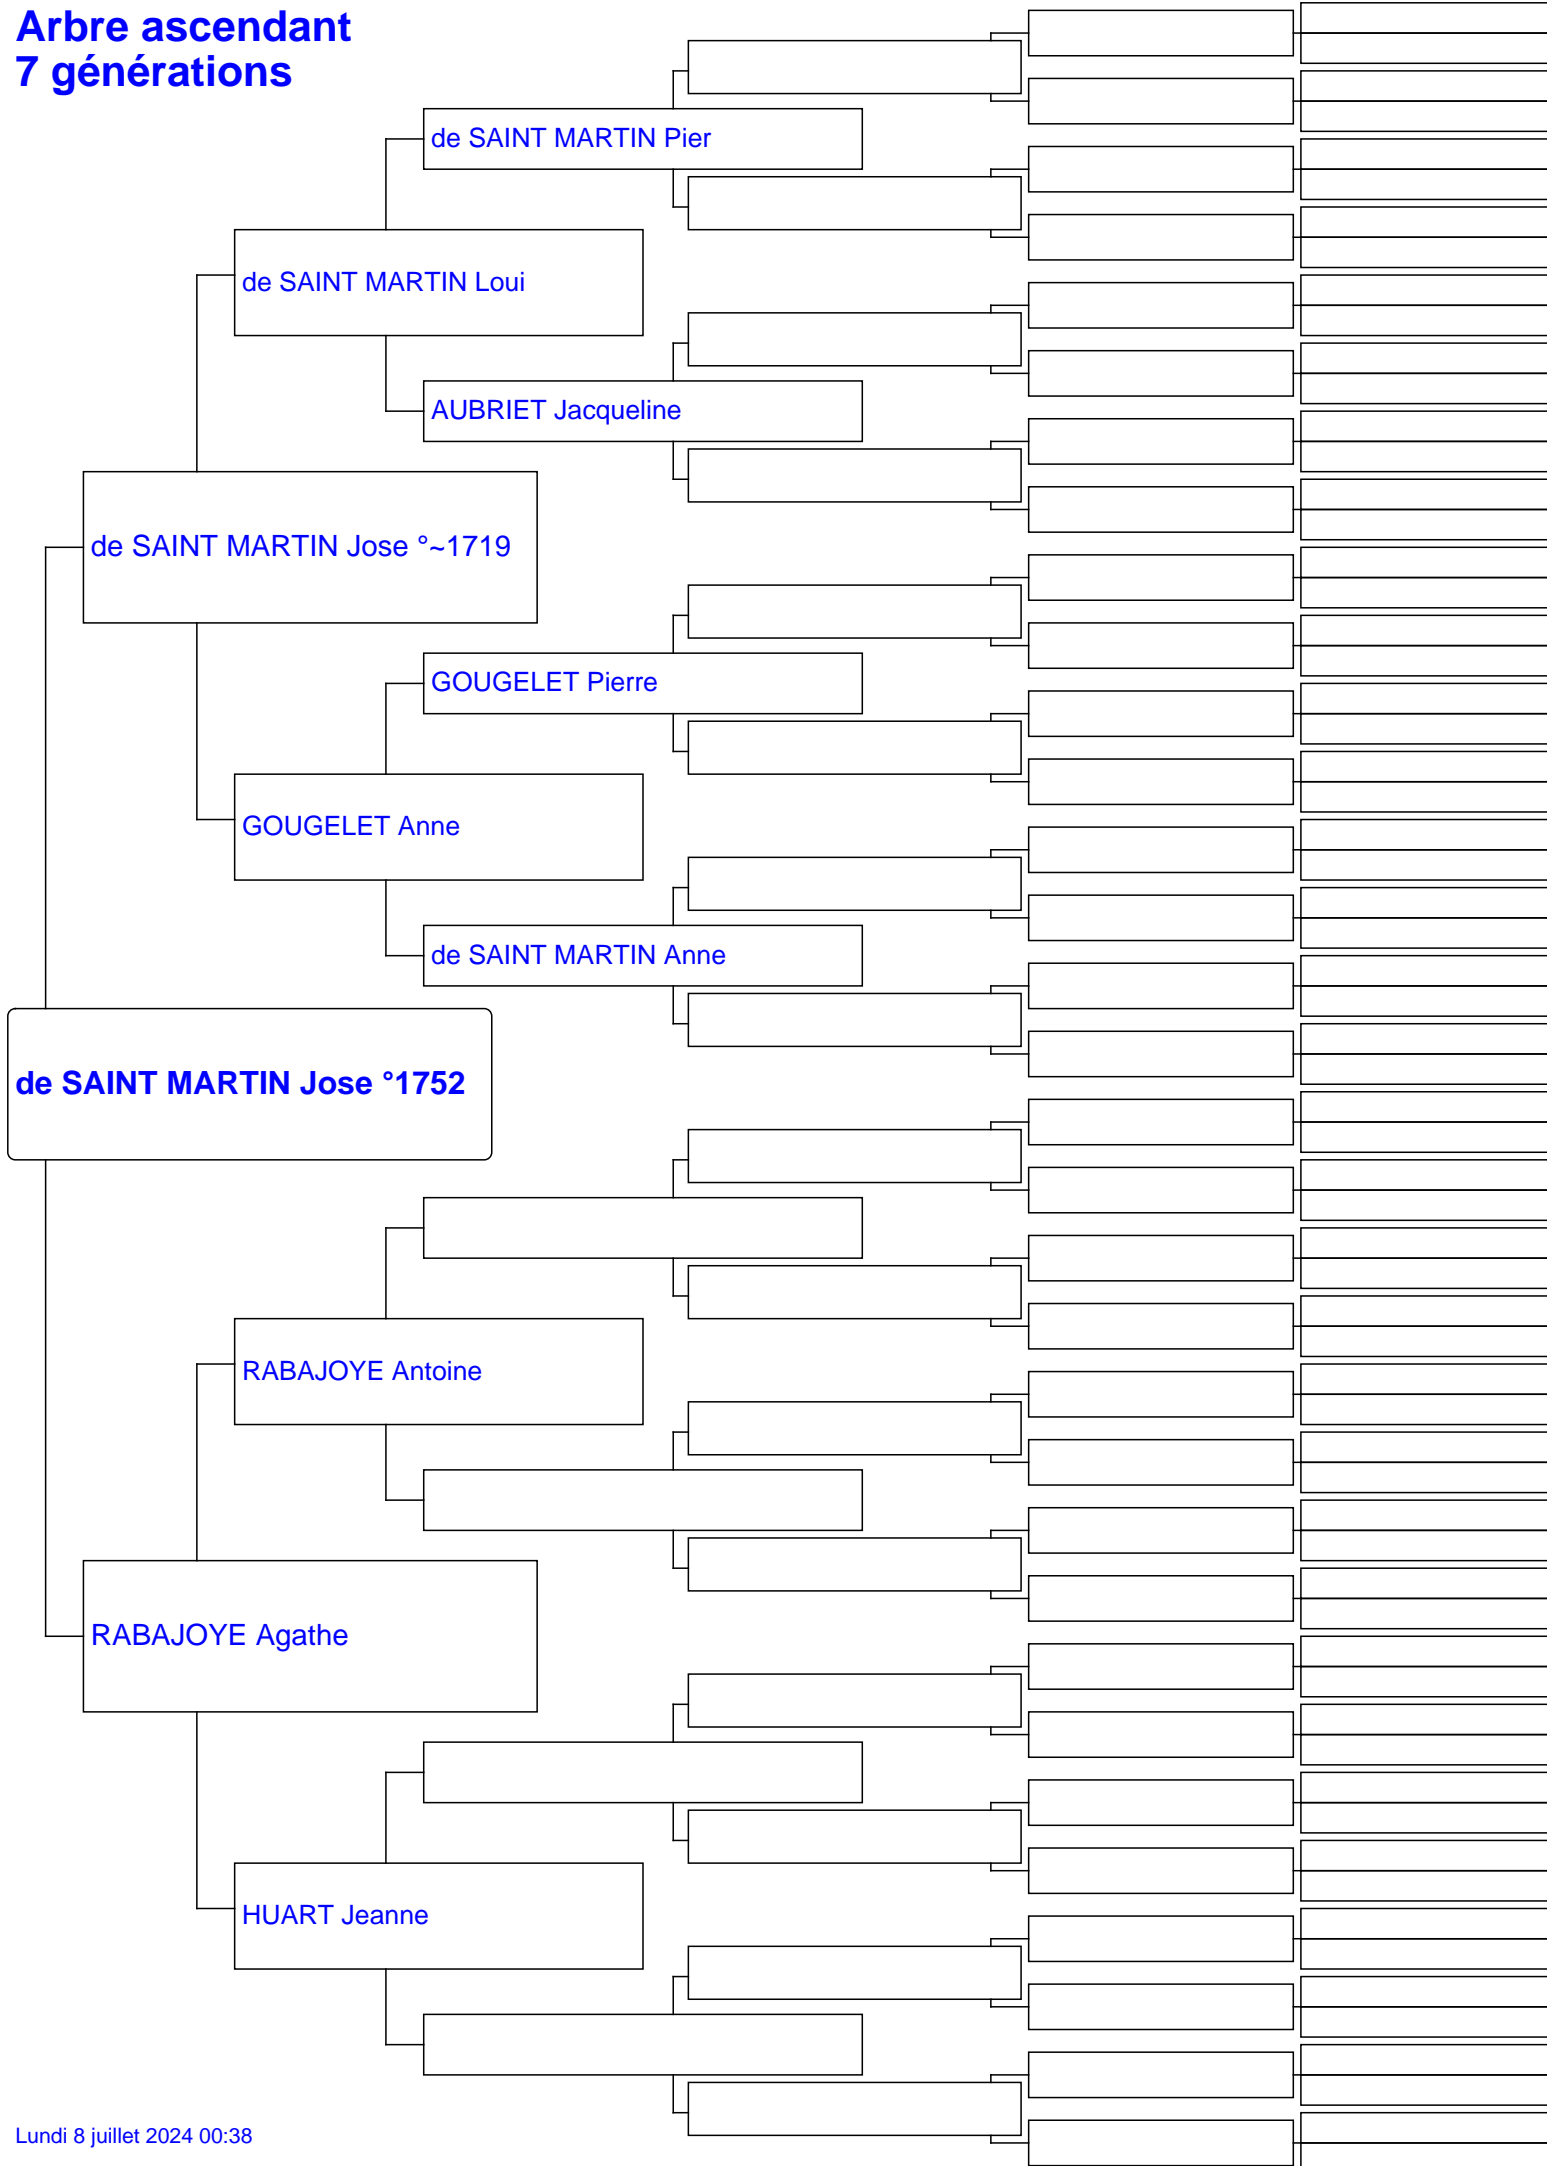 Arbre ascendant
7 générations
de SAINT MARTIN Pier
de SAINT MARTIN Loui
AUBRIET Jacqueline
de SAINT MARTIN Jose °~1719
GOUGELET Pierre
GOUGELET Anne
de SAINT MARTIN Anne
de SAINT MARTIN Jose °1752
RABAJOYE Antoine
RABAJOYE Agathe
HUART Jeanne
Lundi 8 juillet 2024 00:38